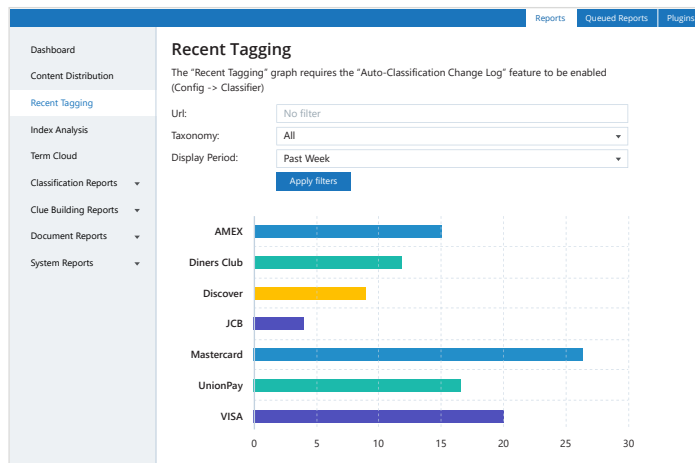 Reports Queued Reports Plugins
Dashboard
Content Distribution
Recent Tagging
Index Analysis
Term Cloud
Classification Reports
Clue Building Reports
Document Reports
System Reports
Recent Tagging
The “Recent Tagging” graph requires the “Auto-Classification Change Log” feature to be enabled
(Config -> Classifier)
Url: No filter
Taxonomy: All
Display Period: Past Week
Apply filters
AMEX
Diners Club
Discover
JCB
Mastercard
UnionPay
VISA
0 5 10 15 20 25 30